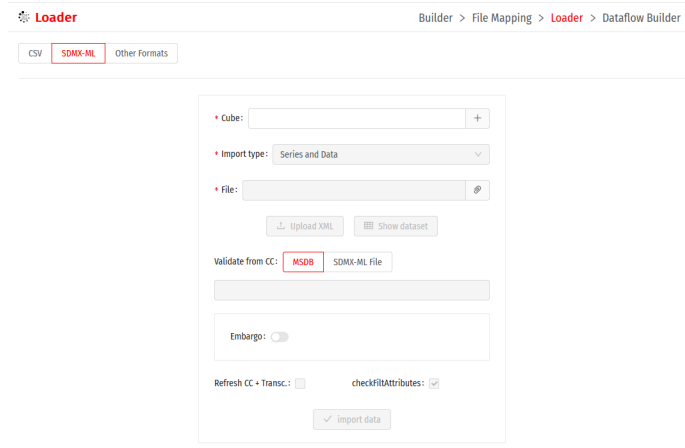 Loader
Builder > File Mapping > Loader > Dataflow Builder
CSV SDMX-ML Other Formats
* Cube:
* Import type: Series and Data
* File:
Upload XML Show dataset
Validate from CC: MSDB SDMX-ML File
Embargo:
Refresh CC + Transc.: checkFiltAttributes:
import data